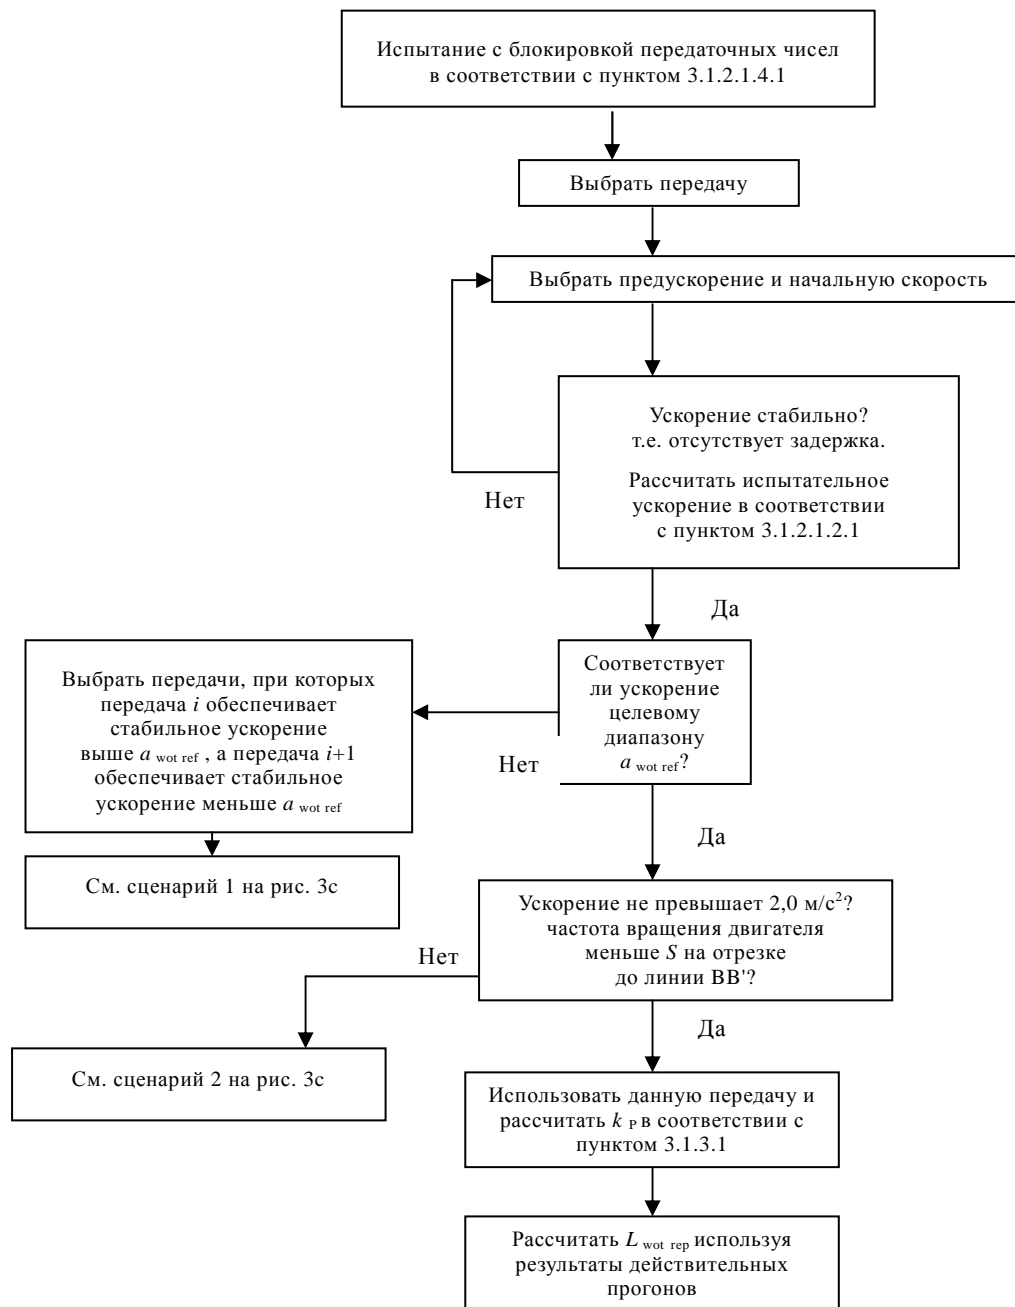 Испытание с блокировкой передаточных чисел
в соответствии с пунктом 3.1.2.1.4.1
Выбрать передачу
Выбрать предускорение и начальную скорость
Ускорение стабильно?
т.е. отсутствует задержка.
Рассчитать испытательное
ускорение в соответствии
с пунктом 3.1.2.1.2.1
Нет
Да
Соответствует
ли ускорение
целевому
диапазону
a wot ref?
Нет
Выбрать передачи, при которых
передача i обеспечивает
стабильное ускорение
выше a wot ref , а передача i+1
обеспечивает стабильное
ускорение меньше a wot ref
См. сценарий 1 на рис. 3c
Да
Ускорение не превышает 2,0 м/с²?
частота вращения двигателя
меньше S на отрезке
до линии BB'?
Нет
См. сценарий 2 на рис. 3c
Да
Использовать данную передачу и
рассчитать k P в соответствии с
пунктом 3.1.3.1
Рассчитать L wot rep используя
результаты действительных
прогонов